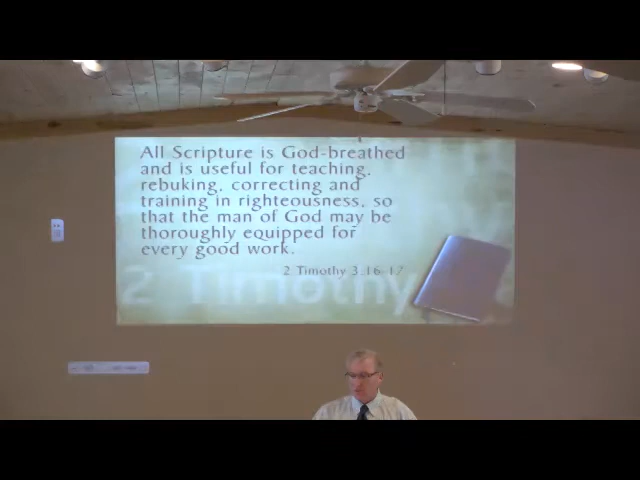 All Scripture is God-breathed
and is useful for teaching,
rebuking, correcting and
training in righteousness, so
that the man of God may be
thoroughly equipped for
every good work.
2 Timothy 3:16-17
2 Timothy